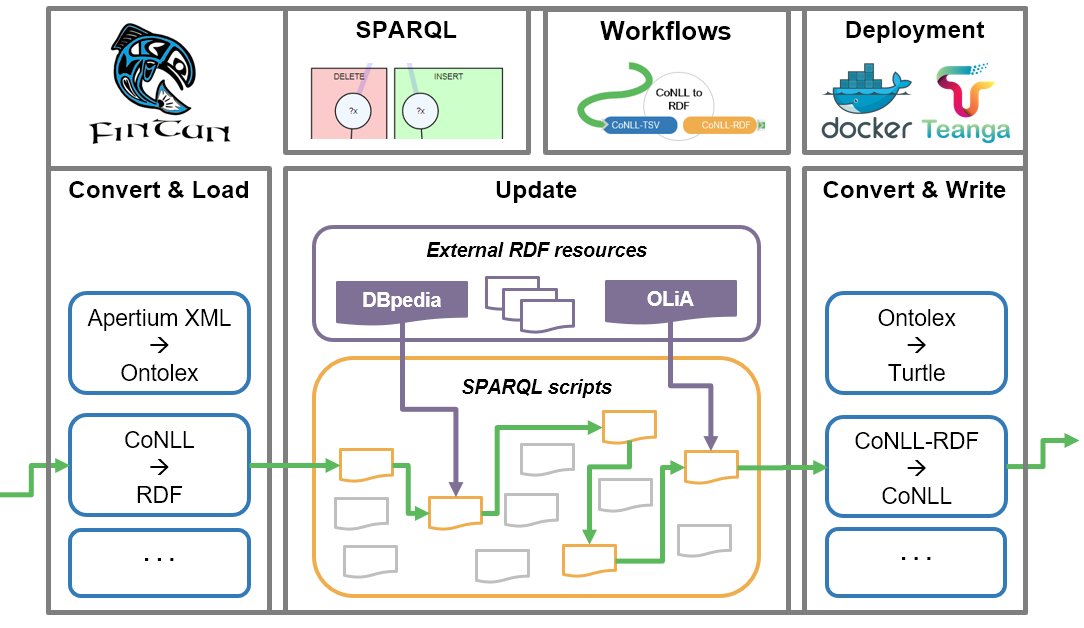 FINTAN
SPARQL
DELETE
INSERT
?x
?x
Workflows
CoNLL to
RDF
CoNLL-TSV
CoNLL-RDF
Deployment
docker
Teanga
Convert & Load
Apertium XML
→
Ontolex
CoNLL
→
RDF
...
Update
External RDF resources
DBpedia
OLiA
SPARQL scripts
Convert & Write
Ontolex
→
Turtle
CoNLL-RDF
→
CoNLL
...